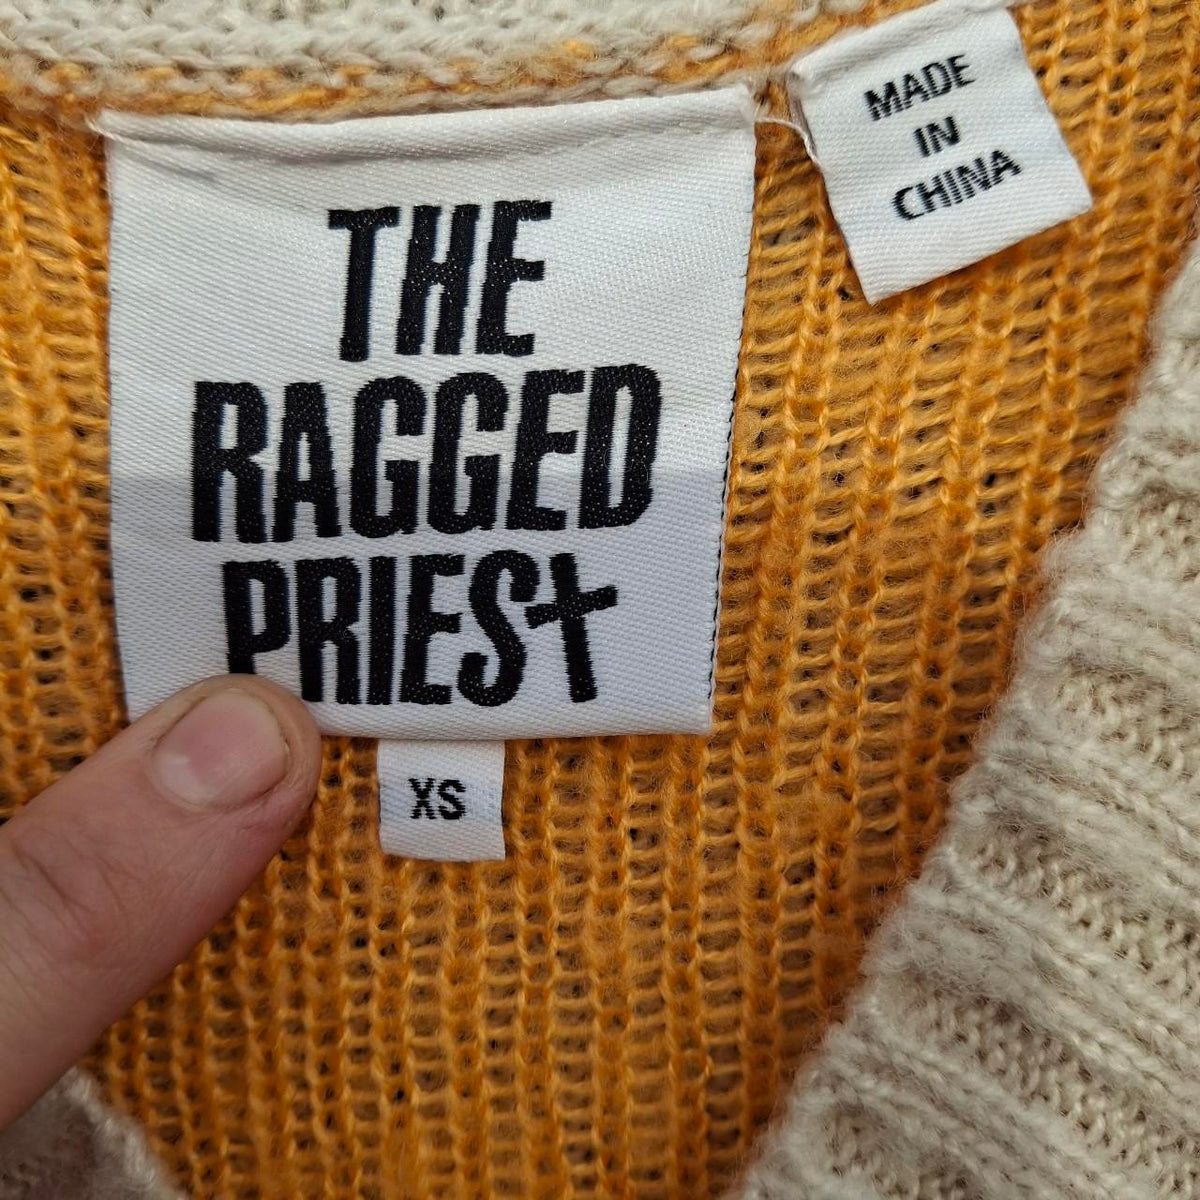 THE
RAGGED
PRIEST
XS
MADE
IN
CHINA